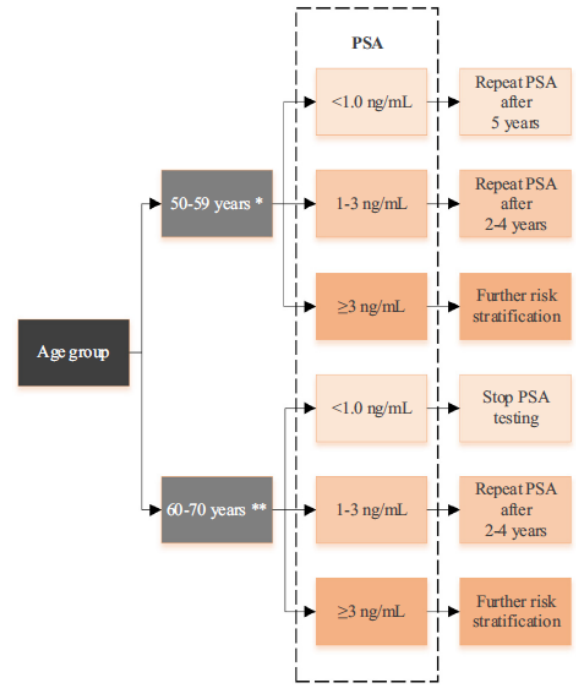 PSA
Age group
50-59 years *
<1.0 ng/mL
Repeat PSA
after
5 years
1-3 ng/mL
Repeat PSA
after
2-4 years
≥3 ng/mL
Further risk
stratification
60-70 years **
<1.0 ng/mL
Stop PSA
testing
1-3 ng/mL
Repeat PSA
after
2-4 years
≥3 ng/mL
Further risk
stratification